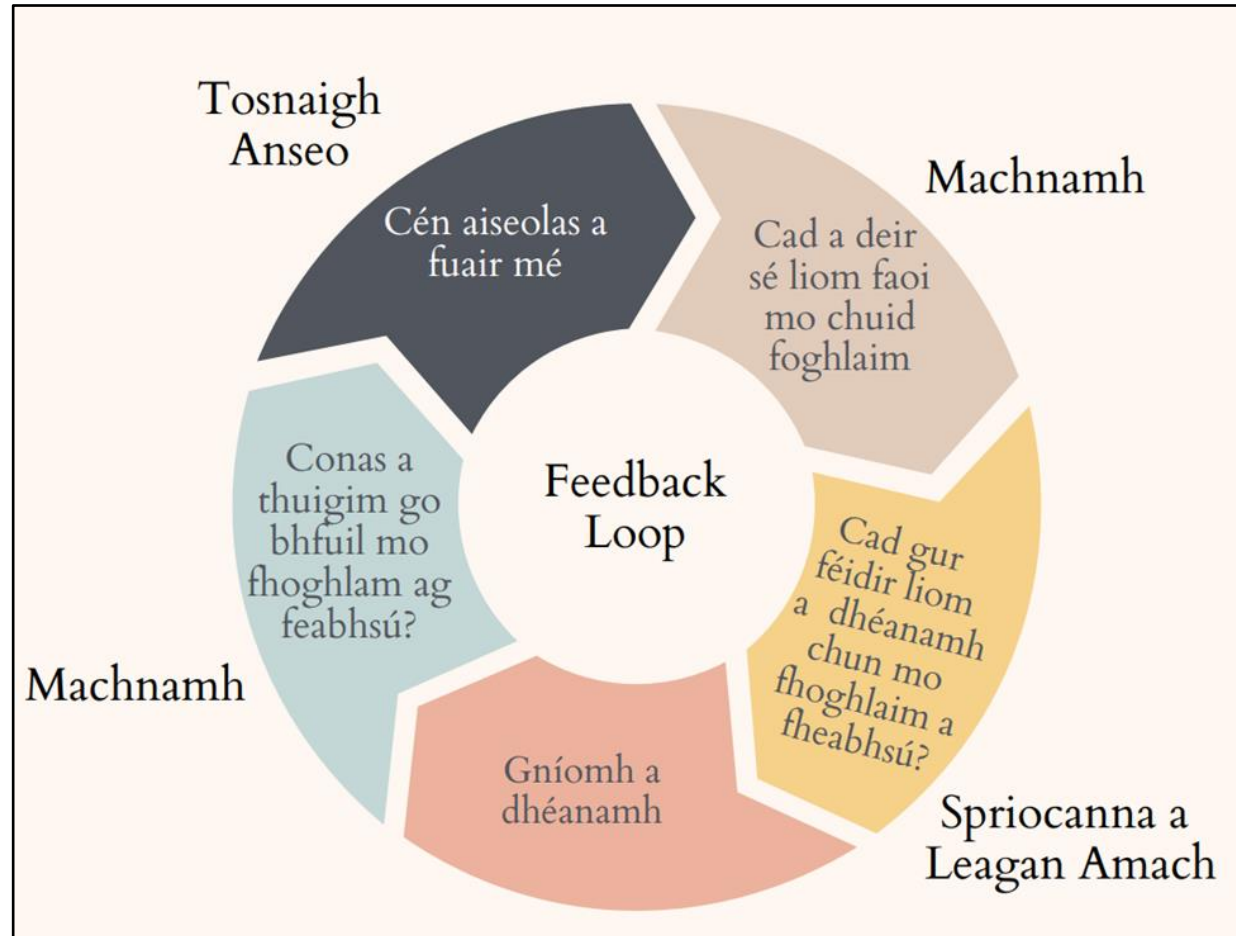 Tosnaigh
Anseo
Cén aiseolas a
fuair mé
Machnamh
Cad a deir
sé liom faoi
mo chuid
foghlaim
Cad gur
féidir liom
a dhéanamh
chun mo
fhoghlaim a
fheabhsú?
Spriocanna a
Leagan Amach
Gníomh a
dhéanamh
Conas a
thuigim go
bhfuil mo
fhoghlam ag
feabhsú?
Machnamh
Feedback
Loop